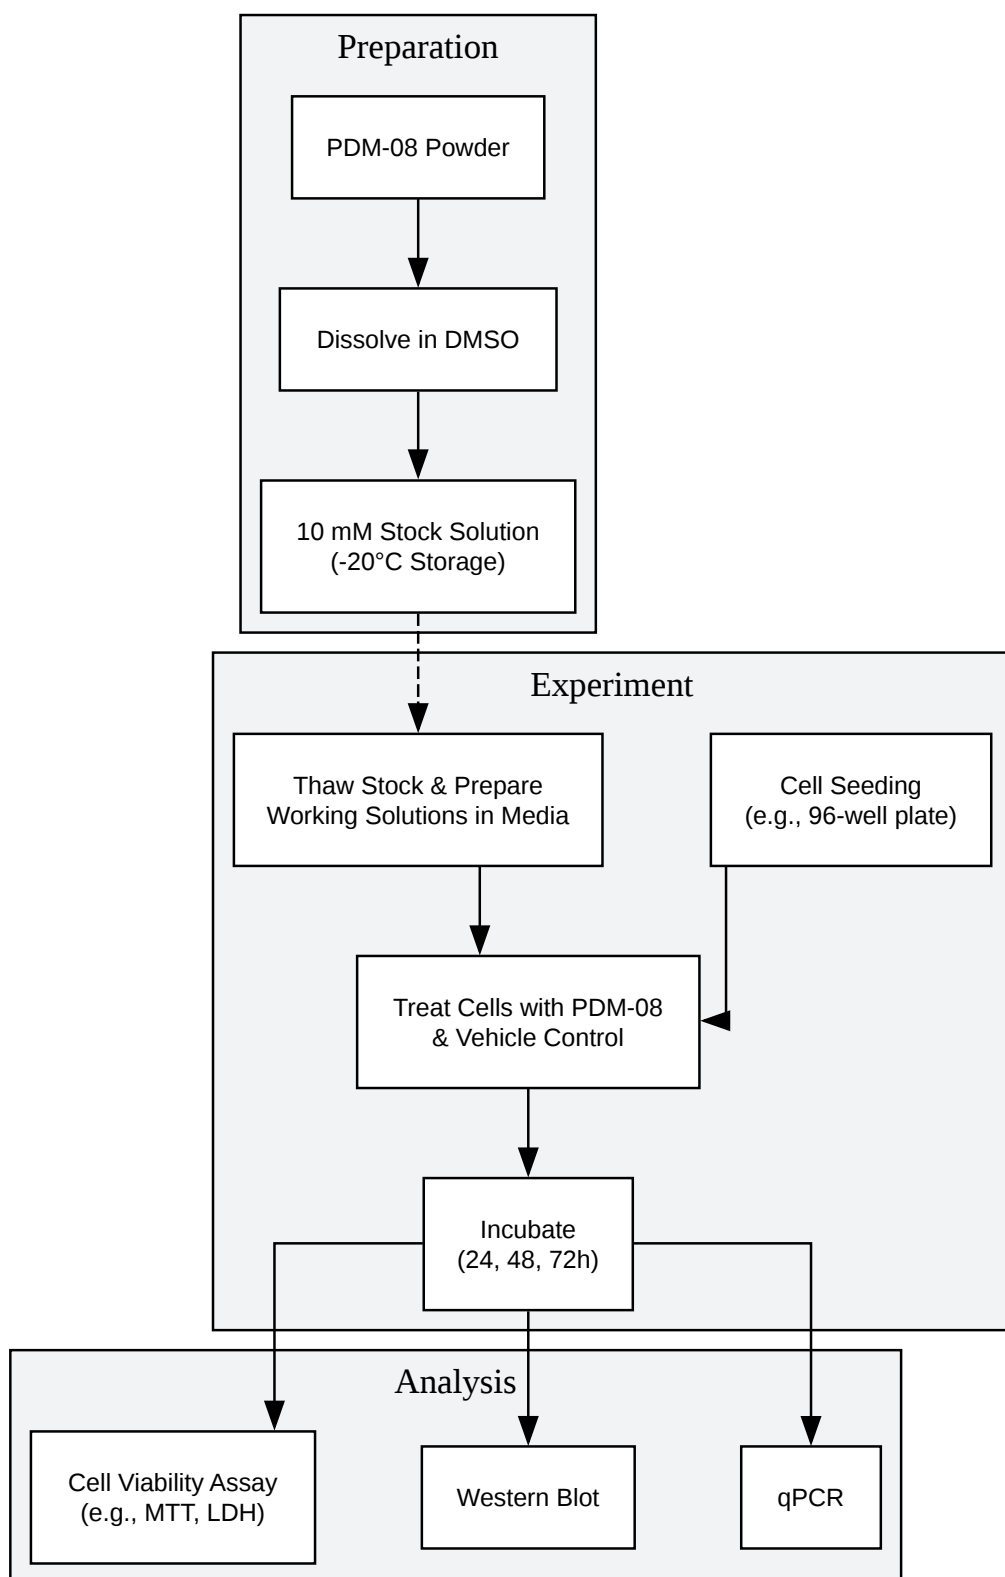 Preparation
PDM-08 Powder
Dissolve in DMSO
10 mM Stock Solution
(-20°C Storage)
Experiment
Thaw Stock & Prepare
Working Solutions in Media
Cell Seeding
(e.g., 96-well plate)
Treat Cells with PDM-08
& Vehicle Control
Incubate
(24, 48, 72h)
Analysis
Cell Viability Assay
(e.g., MTT, LDH)
Western Blot
qPCR